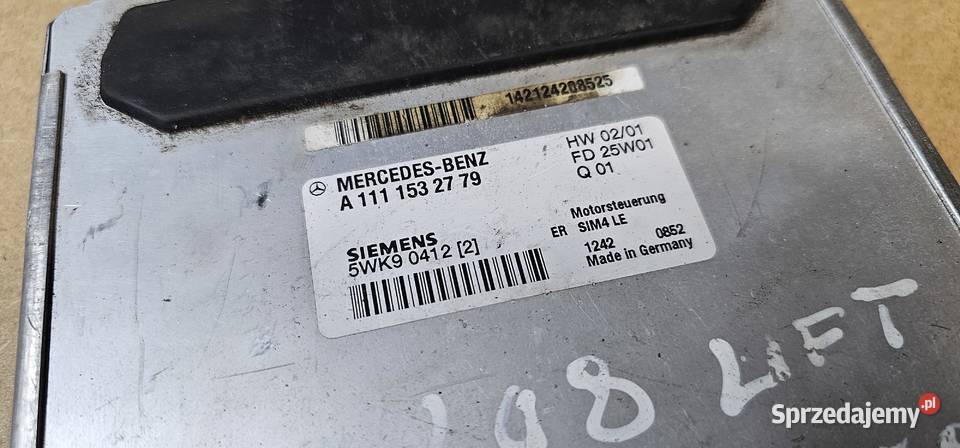 142124208525
MERCEDES-BENZ
A 111 153 27 79
HW 02/01
FD 25W01
Q 01
SIEMENS
5WK9 0412 [2]
Motorsteuerung
ER SIM4 LE
1242 0852
Made in Germany
LIFT
Sprzedajemy.pl